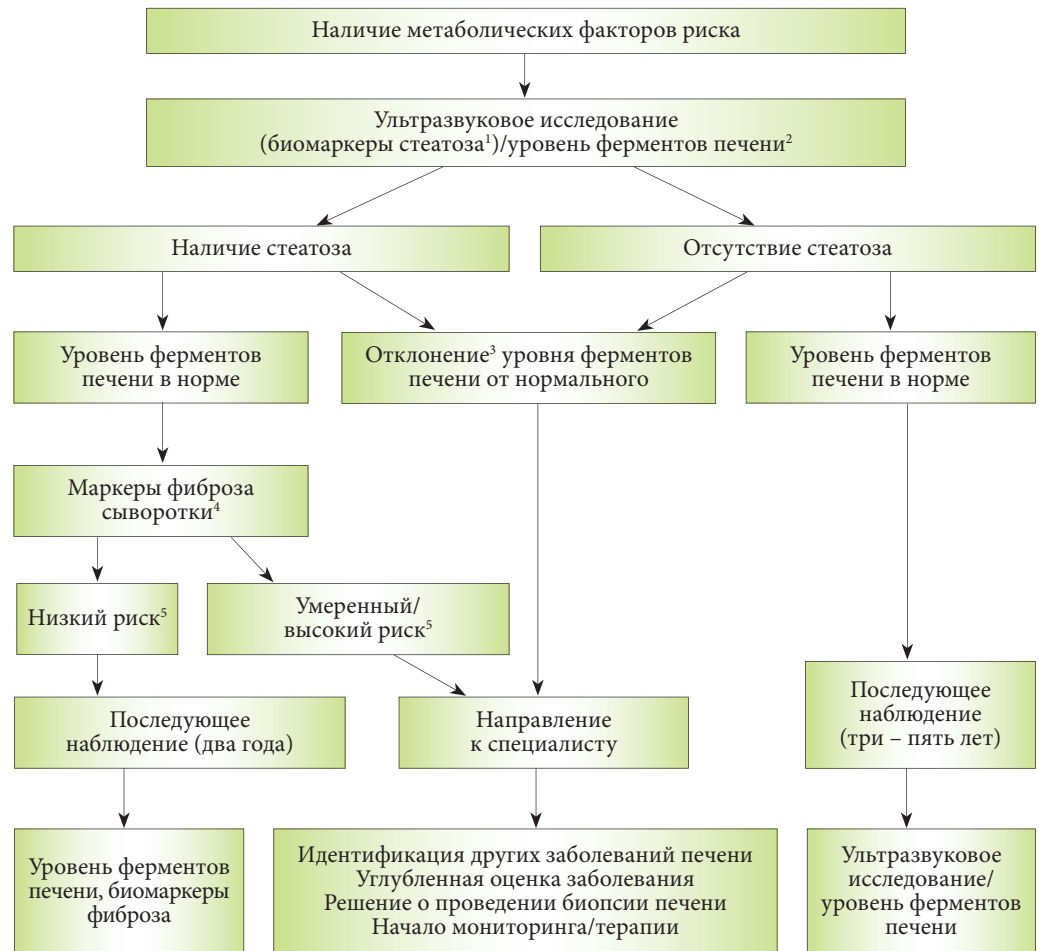 Наличие метаболических факторов риска
Ультразвуковое исследование
(биомаркеры стеатоза¹)/уровень ферментов печени²
Наличие стеатоза
Отсутствие стеатоза
Уровень ферментов
печени в норме
Отклонение³ уровня ферментов
печени от нормального
Уровень ферментов
печени в норме
Маркеры фиброза
сыворотки⁴
Низкий риск⁵
Умеренный/
высокий риск⁵
Последующее
наблюдение (два года)
Направление
к специалисту
Последующее
наблюдение
(три – пять лет)
Уровень ферментов
печени, биомаркеры
фиброза
Идентификация других заболеваний печени
Углубленная оценка заболевания
Решение о проведении биопсии печени
Начало мониторинга/терапии
Ультразвуковое
исследование/
уровень ферментов
печени